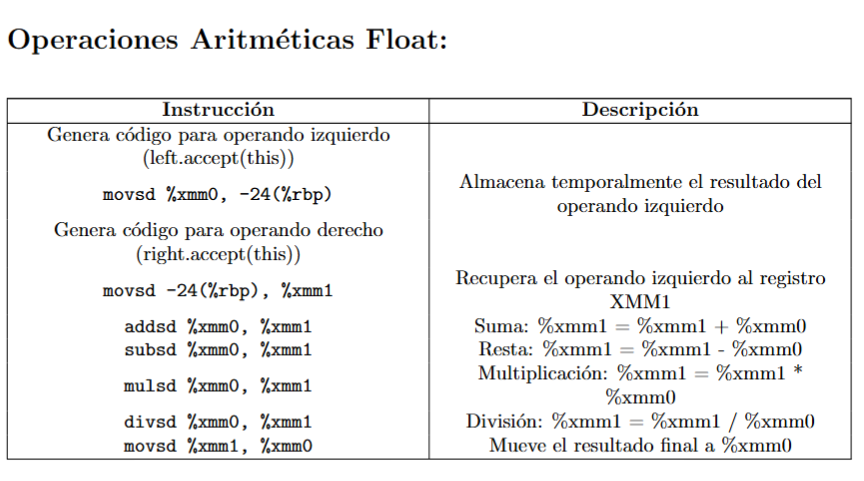 Operaciones Aritméticas Float:
Instrucción Descripción
Genera código para operando izquierdo
(left.accept(this))
movsd %xmm0, -24(%rbp) Almacena temporalmente el resultado del
operando izquierdo
Genera código para operando derecho
(right.accept(this))
movsd -24(%rbp), %xmm1 Recupera el operando izquierdo al registro
XMM1
addsd %xmm0, %xmm1 Suma: %xmm1 = %xmm1 + %xmm0
subsd %xmm0, %xmm1 Resta: %xmm1 = %xmm1 - %xmm0
mulsd %xmm0, %xmm1 Multiplicación: %xmm1 = %xmm1 *
%xmm0
divsd %xmm0, %xmm1 División: %xmm1 = %xmm1 / %xmm0
movsd %xmm1, %xmm0 Mueve el resultado final a %xmm0